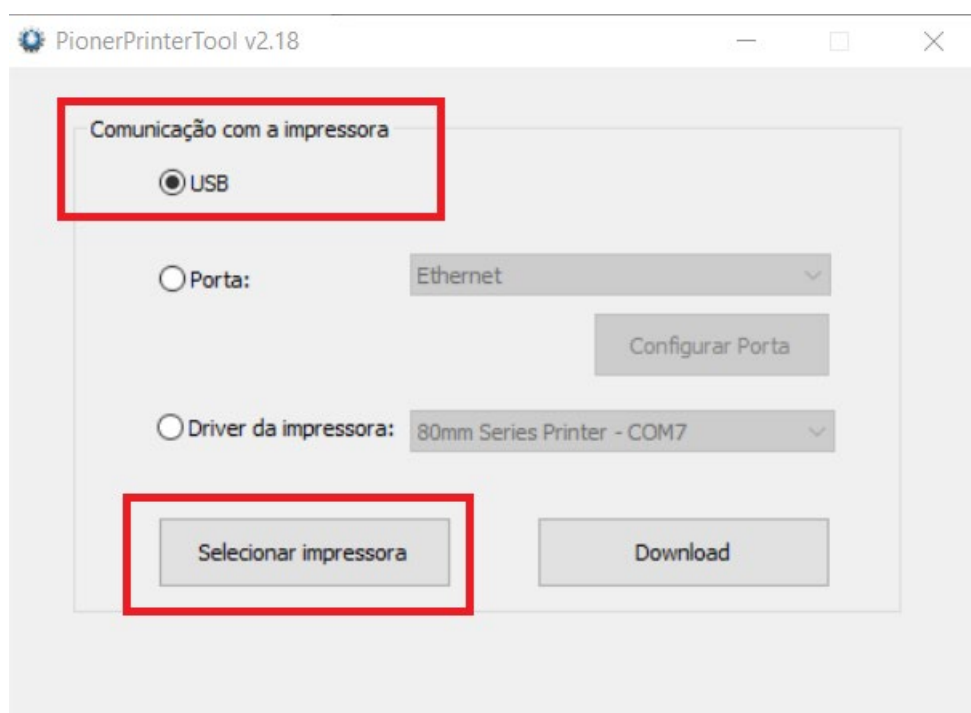 PionerPrinterTool v2.18
Comunicação com a impressora
USB
Porta:
Ethernet
Configurar Porta
Driver da impressora:
80mm Series Printer - COM7
Selecionar impressora
Download